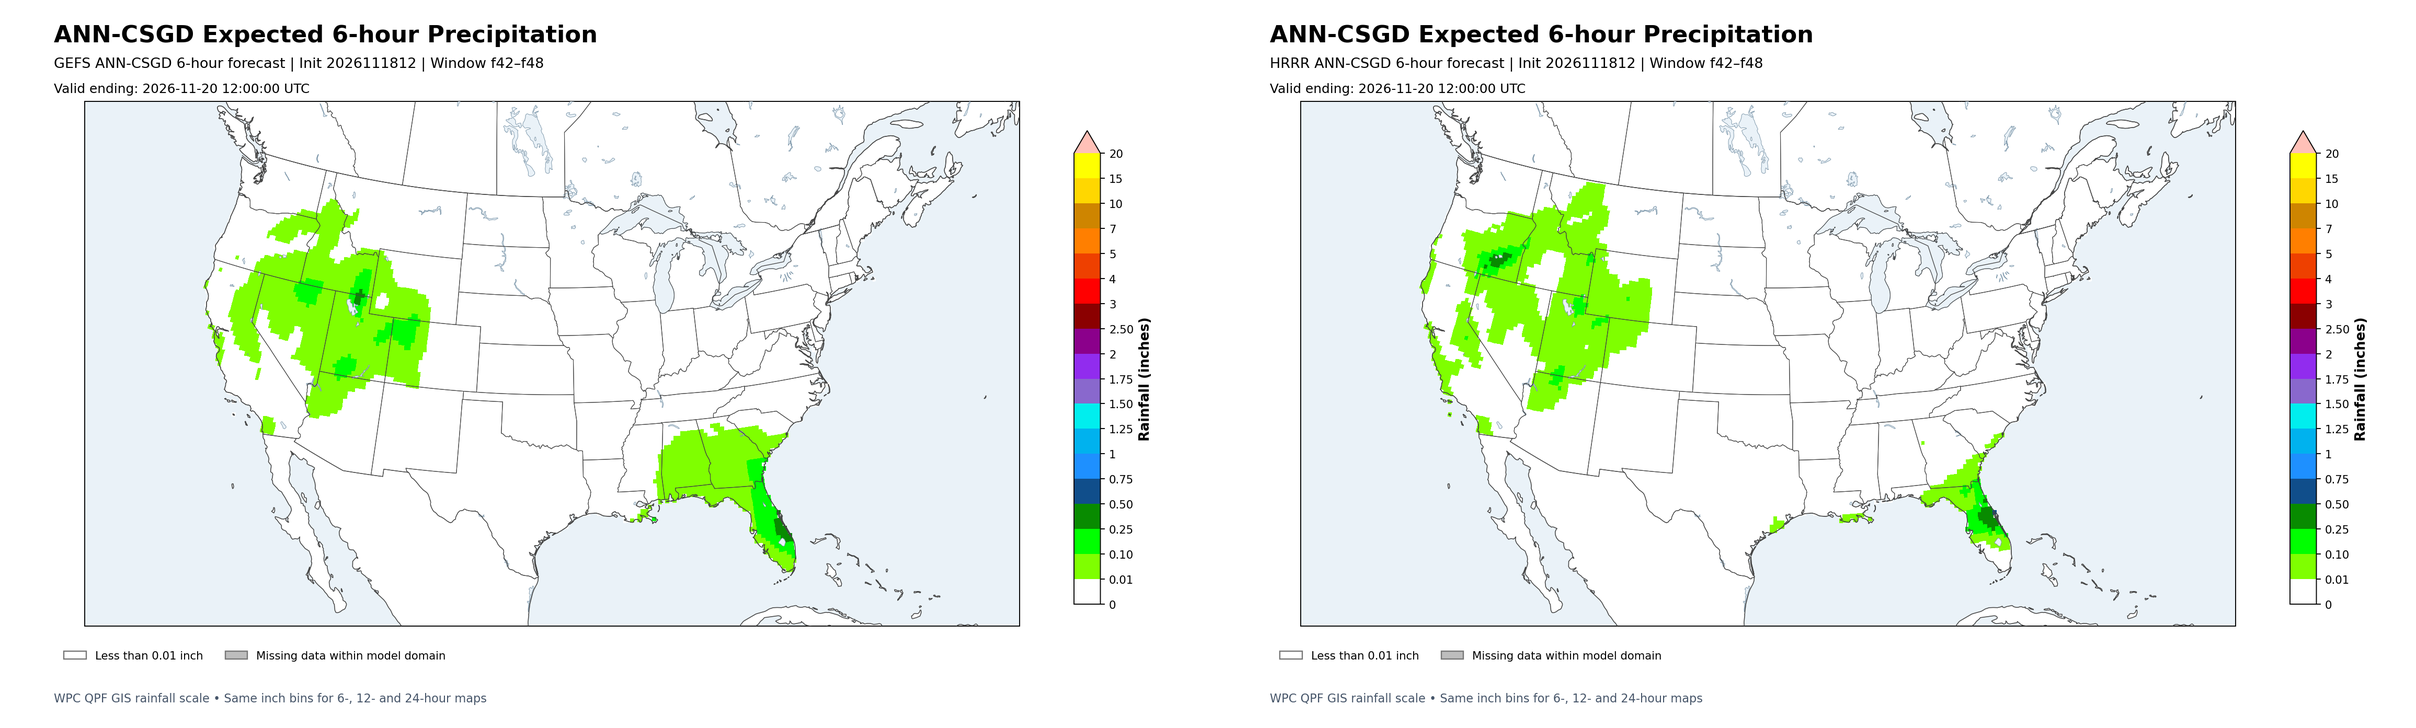 ANN-CSGD Expected 6-hour Precipitation
GEFS ANN-CSGD 6-hour forecast | Init 2026111812 | Window f42–f48
Valid ending: 2026-11-20 12:00:00 UTC
20
15
10
7
5
4
3
2.50
2
1.75
1.50
1.25
1
0.75
0.50
0.25
0.10
0.01
0
Rainfall (inches)
Less than 0.01 inch
Missing data within model domain
WPC QPF GIS rainfall scale • Same inch bins for 6-, 12- and 24-hour maps
ANN-CSGD Expected 6-hour Precipitation
HRRR ANN-CSGD 6-hour forecast | Init 2026111812 | Window f42–f48
Valid ending: 2026-11-20 12:00:00 UTC
20
15
10
7
5
4
3
2.50
2
1.75
1.50
1.25
1
0.75
0.50
0.25
0.10
0.01
0
Rainfall (inches)
Less than 0.01 inch
Missing data within model domain
WPC QPF GIS rainfall scale • Same inch bins for 6-, 12- and 24-hour maps